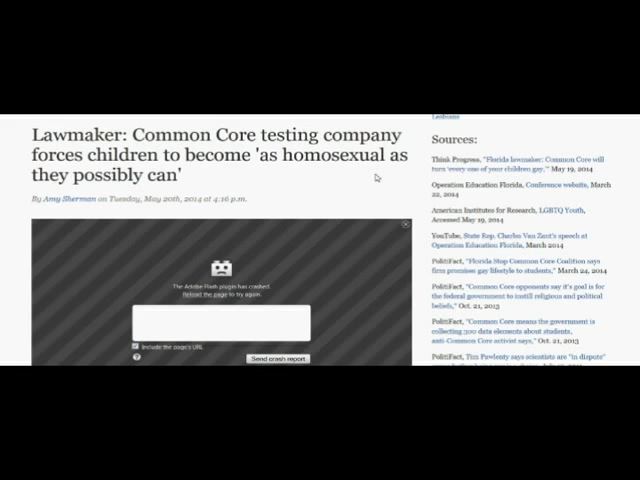 Lawmaker: Common Core testing company
forces children to become 'as homosexual as
they possibly can'
By Amy Sherman on Tuesday, May 20th, 2014 at 4:16 p.m.
The Adobe Flash plugin has crashed.
Reload the page to try again.
Include the page's URL
?
Send crash report
Lesbians
Sources:
Think Progress, "Florida lawmaker: Common Core will
turn 'every one of your children gay,'" May 19, 2014
Operation Education Florida, Conference website, March
22, 2014
American Institutes for Research, LGBTQ Youth,
Accessed May 19, 2014
YouTube, State Rep. Charles Van Zant's speech at
Operation Education Florida, March 2014
PolitiFact, "Florida Stop Common Core Coalition says
firm promises gay lifestyle to students," March 24, 2014
PolitiFact, "Common Core opponents say it's goal is for
the federal government to instill religious and political
beliefs," Oct. 21, 2013
PolitiFact, "Common Core means the government is
collecting 300 data elements about students,
anti-Common Core activist says," Oct. 21, 2013
PolitiFact, Tim Pawlenty says scientists are "in dispute"